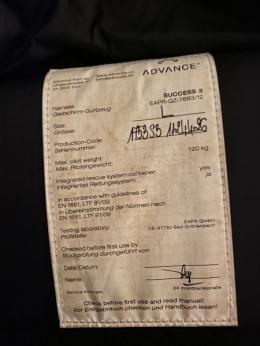 ADVANCE
Harness SUCCESS 3
Gleitschirm-Gurtzeug EAPR-GZ-7683/12
Size:
Grösse: L
Production-Code:
Seriennummer:
Max. pilot weight: 120 kg
Max. Pilotengewicht:
Integrated rescue system container: yes
Integriertes Rettungssystem: ja
in accordance with guidelines of
EN 1651, LTF 91/09
in Übereinstimmung der Normen nach
EN 1651, LTF 91/09
Testing laboratory: EAPR GmbH,
Prüfstelle: DE-87730 Bad Grönenbach
Checked before first use by
Stückprüfung durchgeführt von
Date/Datum:
Name:
24 months/Monate
Check before first use and read manual!
Vor Erstgebrauch checken und Handbuch lesen!